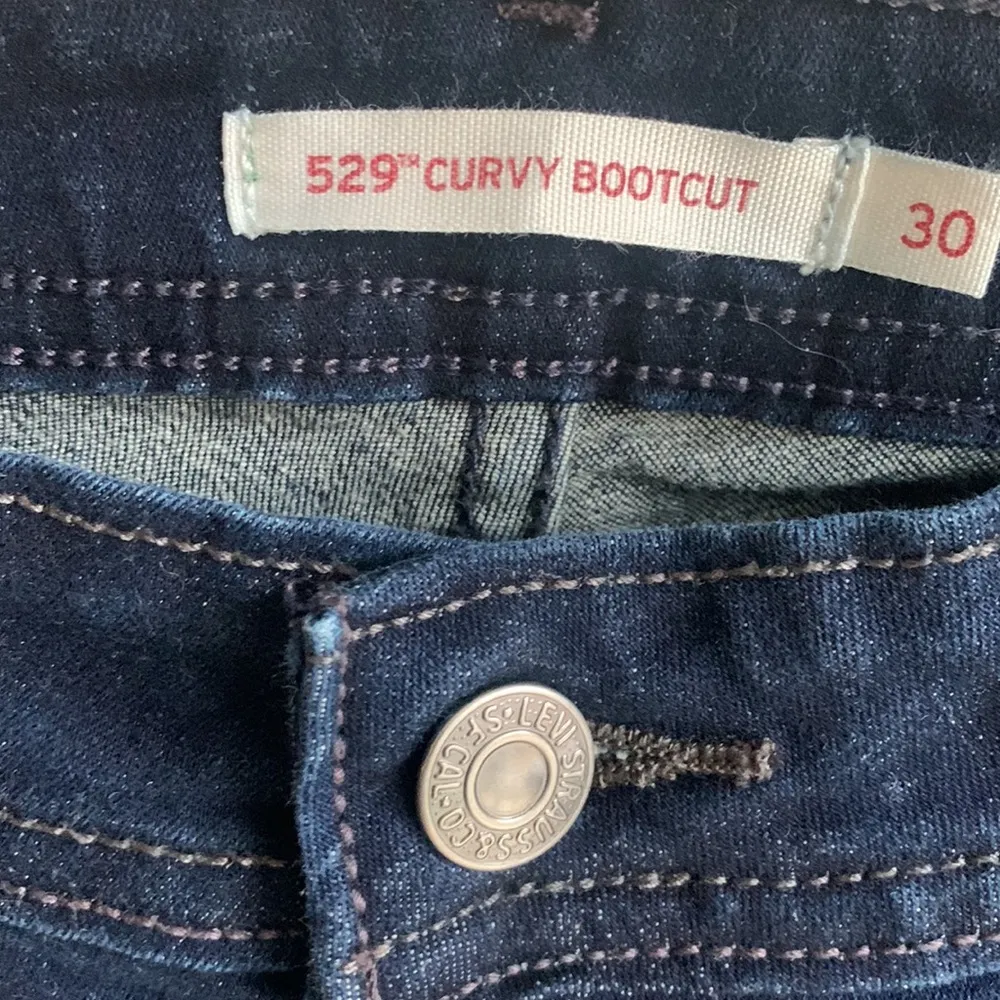 529™ CURVY BOOTCUT
30
LEVI STRAUSS & CO. S.F. CAL.